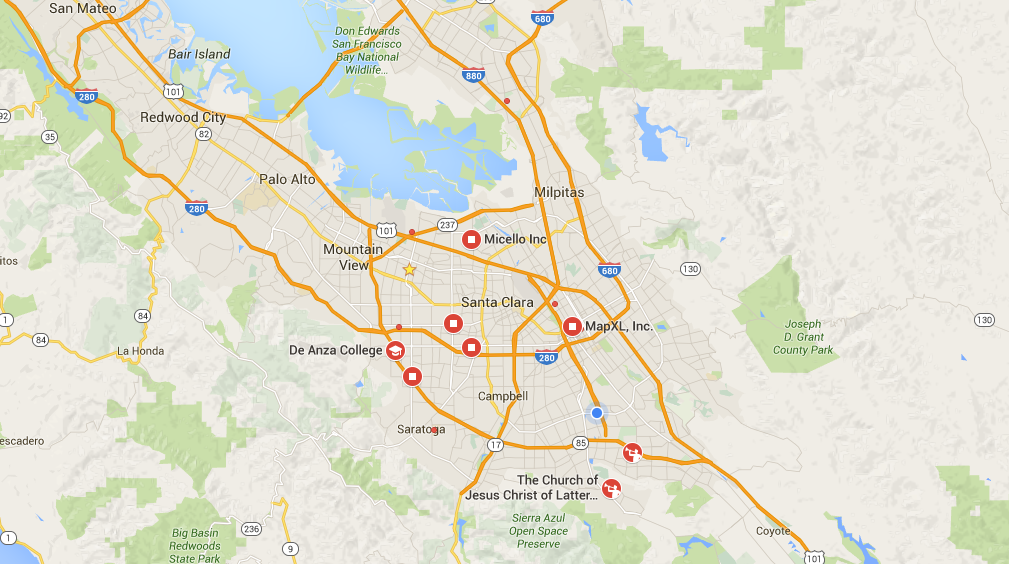 San Mateo
680
Don Edwards
San Francisco
Bay National
Wildlife...
Bair Island
880
280
101
92
Redwood City
82
35
Palo Alto
Milpitas
280
237
101
Micello Inc
Mountain
View
itos
680
130
Santa Clara
84
1
130
MapXL, Inc.
Joseph
D. Grant
County Park
84
La Honda
De Anza College
280
Campbell
Saratoga
escadero
17
85
The Church of
Jesus Christ of Latter...
Sierra Azul
Open Space
Preserve
236
Big Basin
Redwoods
State Park
9
1
Coyote
101